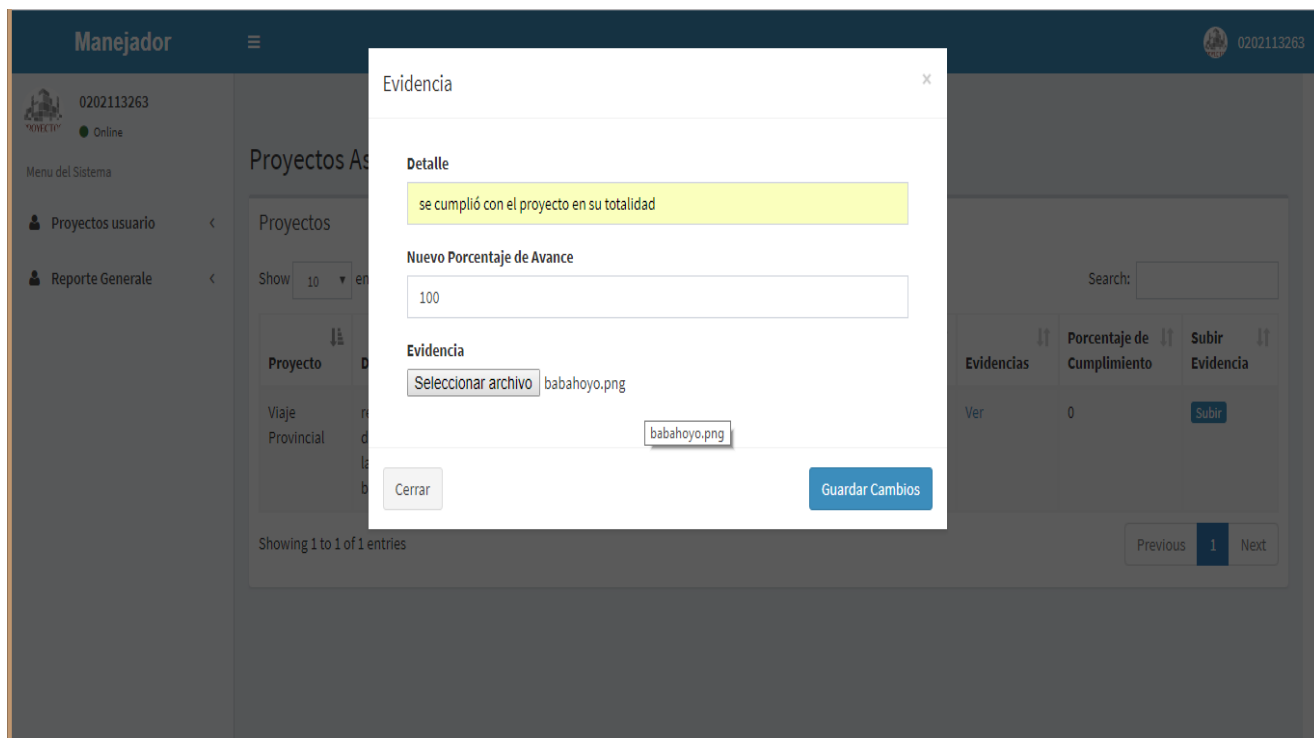 Manejador
0202113263
0202113263
Online
Menu del Sistema
Proyectos usuario
Reporte Generale
Proyectos
Proyectos
Show 10
Search:
Proyecto
Evidencias
Porcentaje de
Cumplimiento
Subir
Evidencia
Viaje
Provincial
Ver
0
Subir
Showing 1 to 1 of 1 entries
Previous 1 Next
Evidencia
×
Detalle
se cumplió con el proyecto en su totalidad
Nuevo Porcentaje de Avance
100
Evidencia
Seleccionar archivo babahoyo.png
babahoyo.png
Cerrar
Guardar Cambios